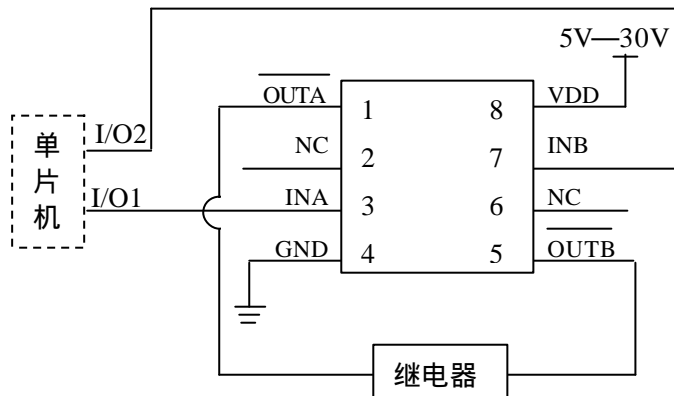 5V—30V
OUTA
1
8
VDD
单片机
I/O2
NC
2
7
INB
I/O1
INA
3
6
NC
GND
4
5
OUTB
继电器